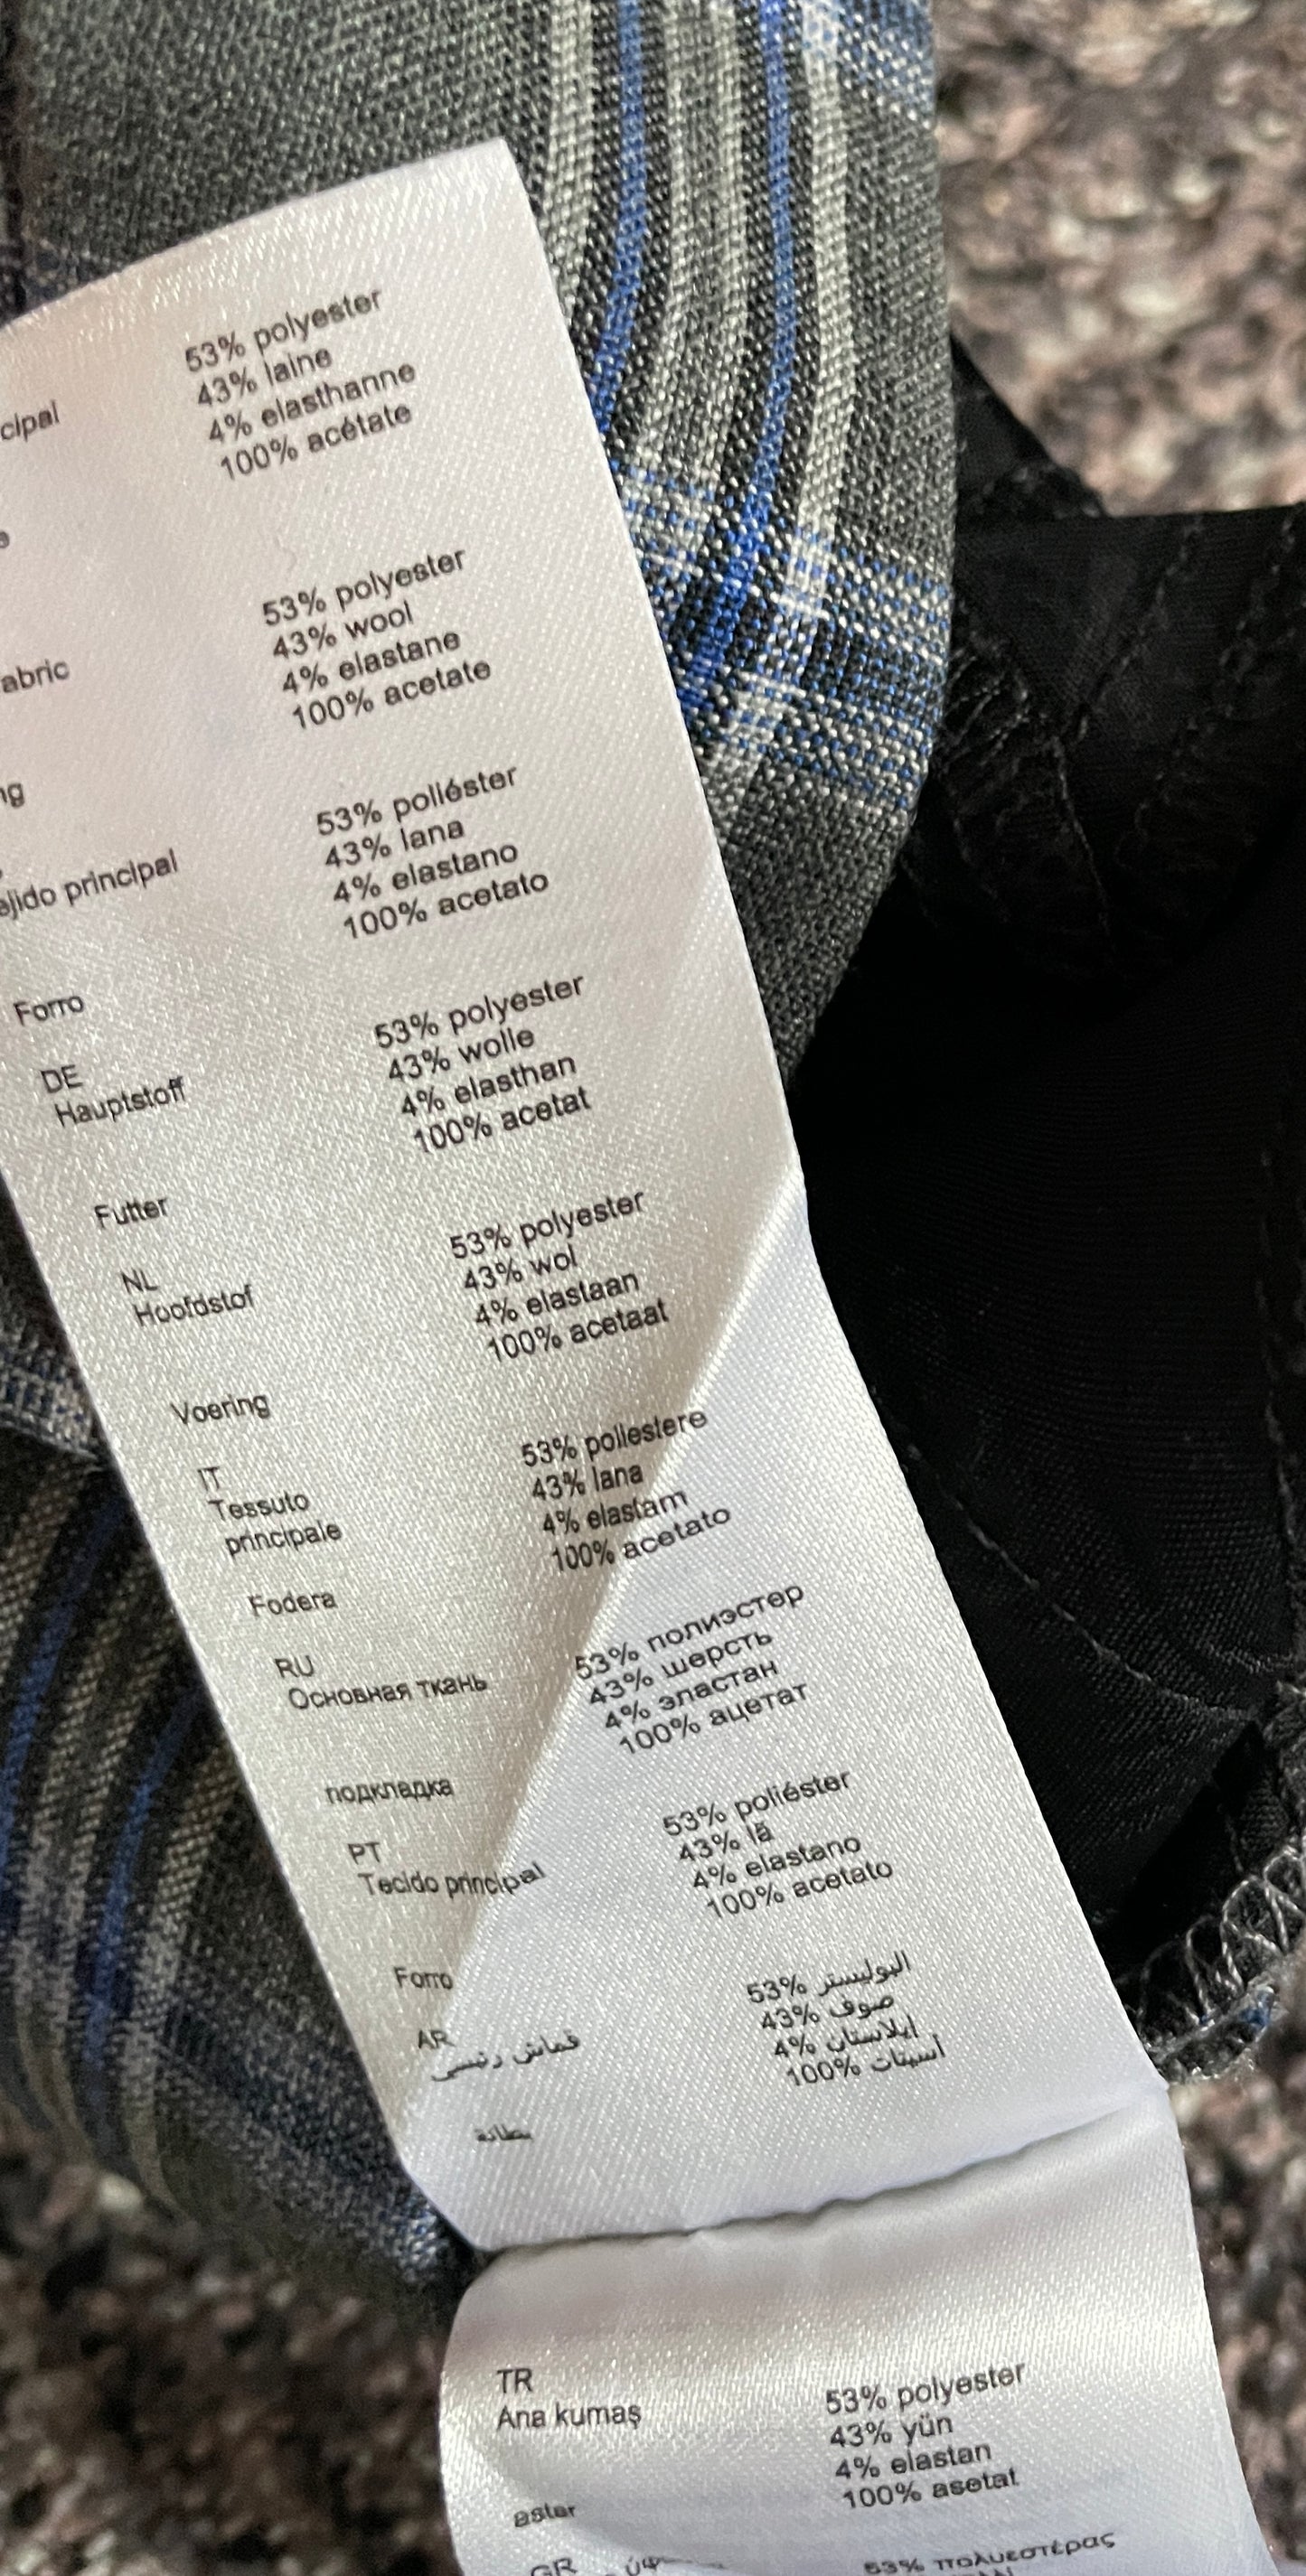 53% polyester
43% laine
cipal 4% elasthanne
100% acétate
e
53% polyester
43% wool
abric 4% elastane
100% acetate
ng
53% poliéster
43% lana
ejido principal 4% elastano
100% acetato
Forro
53% polyester
DE 43% wolle
Hauptstoff 4% elasthan
100% acetat
Futter
53% polyester
NL 43% wol
Hoofdstof 4% elastaan
100% acetaat
Voering
53% poliestere
IT 43% lana
Tessuto 4% elastam
principale 100% acetato
Fodera
53% полиэстер
RU 43% шерсть
Основная ткань 4% эластан
100% ацетат
подкладка
53% poliéster
PT 43% lã
Tecido principal 4% elastano
100% acetato
Forro
53% البوليستر
AR 43% صوف
قماش رئيسي 4% إيلاستان
100% أسيتات
بطانة
TR 53% polyester
Ana kumaş 43% yün
4% elastan
100% asetat
astar
GR 53% πολυεστέρας